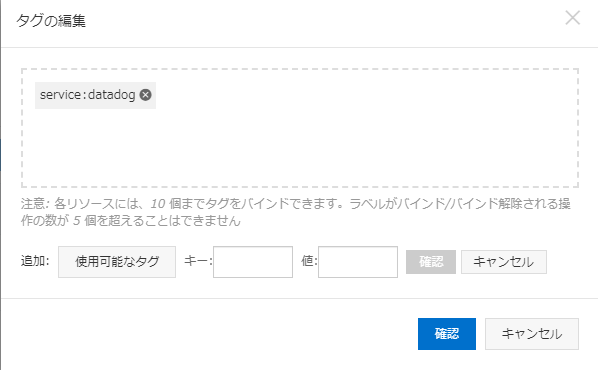 タグの編集
service:datadog
注意: 各リソースには、10 個までタグをバインドできます。ラベルがバインド/バインド解除される操
作の数が 5 個を超えることはできません
追加: 使用可能なタグ キー: 値: 確認 キャンセル
確認 キャンセル